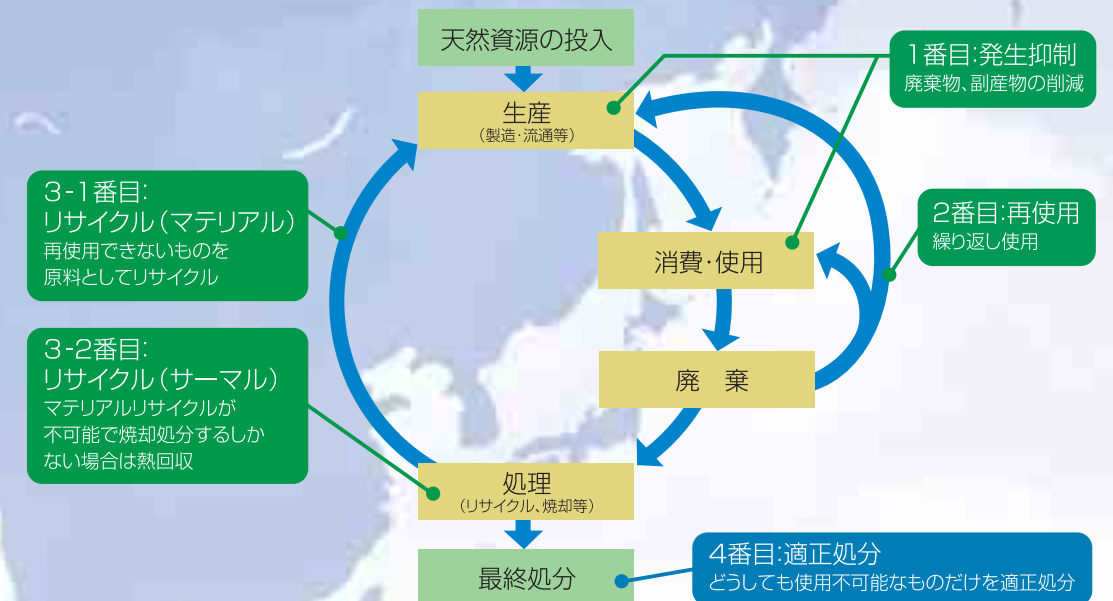 天然資源の投入
1番目:発生抑制
廃棄物、副産物の削減
生産
(製造・流通等)
3-1番目:
リサイクル(マテリアル)
再使用できないものを
原料としてリサイクル
2番目:再使用
繰り返し使用
消費・使用
3-2番目:
リサイクル(サーマル)
マテリアルリサイクルが
不可能で焼却処分するしか
ない場合は熱回収
廃 棄
処理
(リサイクル、焼却等)
最終処分
4番目:適正処分
どうしても使用不可能なものだけを適正処分